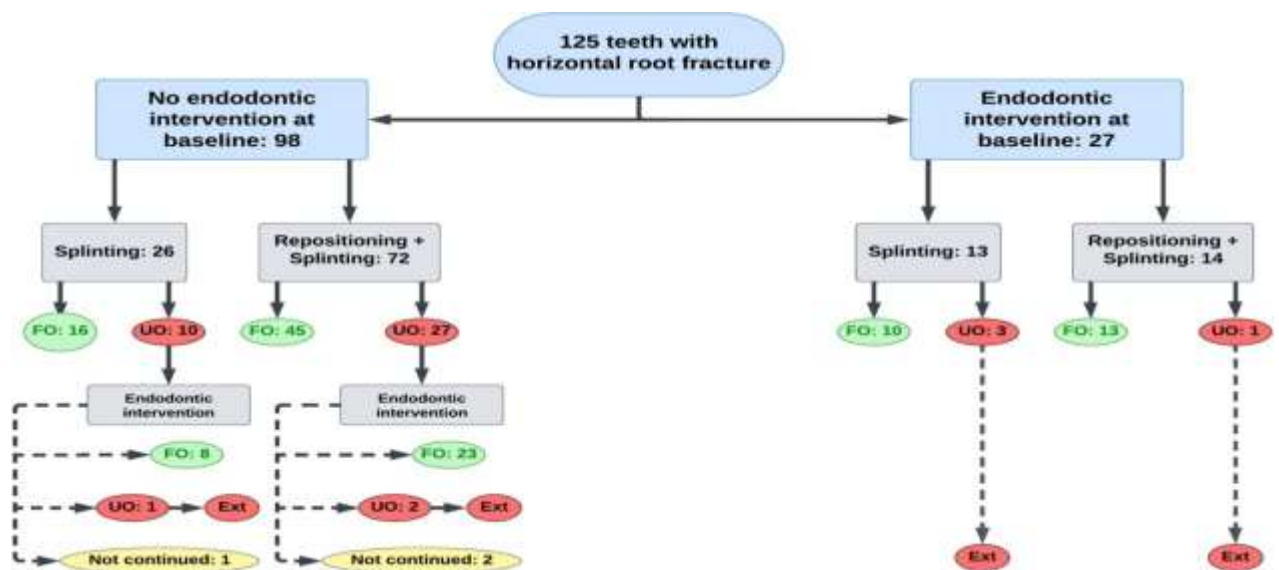 125 teeth with
horizontal root fracture
No endodontic
intervention at
baseline: 98
Endodontic
intervention at
baseline: 27
Splinting: 26
Repositioning +
Splinting: 72
Splinting: 13
Repositioning +
Splinting: 14
FO: 16
UO: 10
FO: 45
UO: 27
FO: 10
UO: 3
FO: 13
UO: 1
Endodontic
intervention
Endodontic
intervention
FO: 8
FO: 23
UO: 1
Ext
UO: 2
Ext
Not continued: 1
Not continued: 2
Ext
Ext